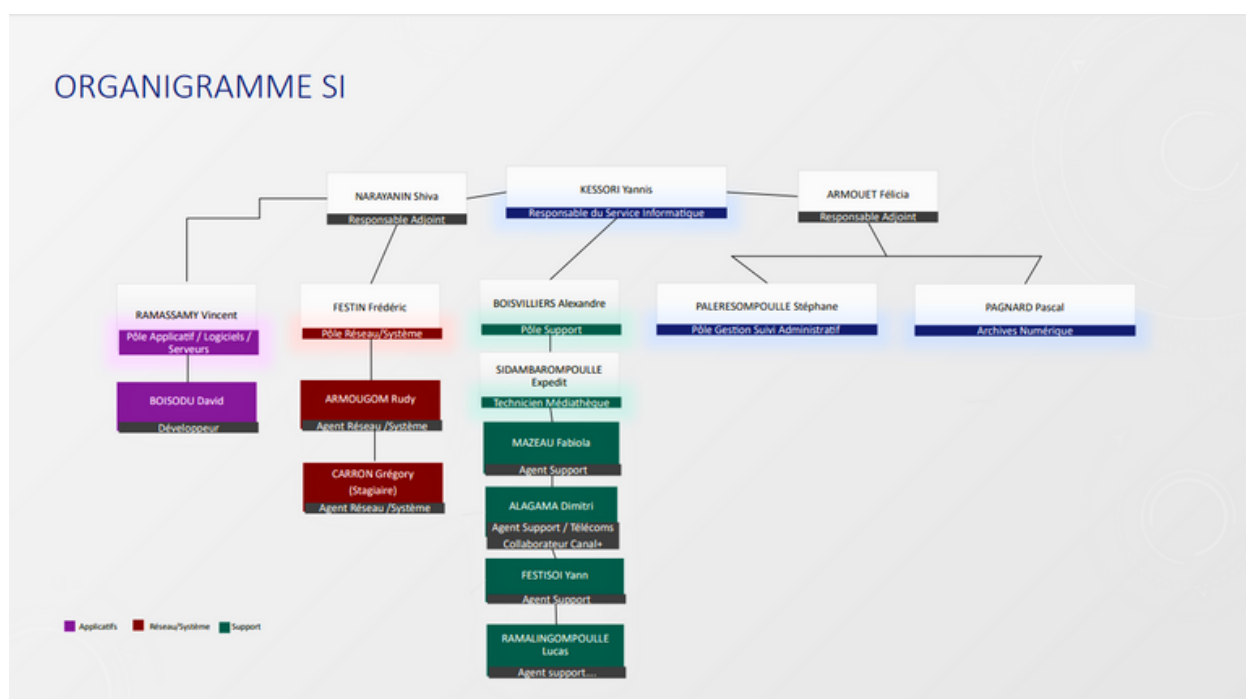 ORGANIGRAMME SI
NARAYANIN Shiva
Responsable Adjoint
KESSORI Yannis
Responsable du Service Informatique
ARMOUET Félicia
Responsable Adjoint
RAMASSAMY Vincent
Pôle Applicatif / Logiciels /
Serveurs
BOISODU David
Développeur
FESTIN Frédéric
Pôle Réseau/Système
ARMOUGOM Rudy
Agent Réseau /Système
CARRON Grégory
(Stagiaire)
Agent Réseau /Système
BOISVILLIERS Alexandre
Pôle Support
SIDAMBAROMPOULLE
Expedit
Technicien Médiathèque
MAZEAU Fabiola
Agent Support
ALAGAMA Dimitri
Agent Support / Télécoms
Collaborateur Canal+
FESTISOI Yann
Agent Support
RAMALINGOMPOULLE
Lucas
Agent support....
PALERESOMPOULLE Stéphane
Pôle Gestion Suivi Administratif
PAGNARD Pascal
Archives Numérique
Applicatifs
Réseau/Système
Support